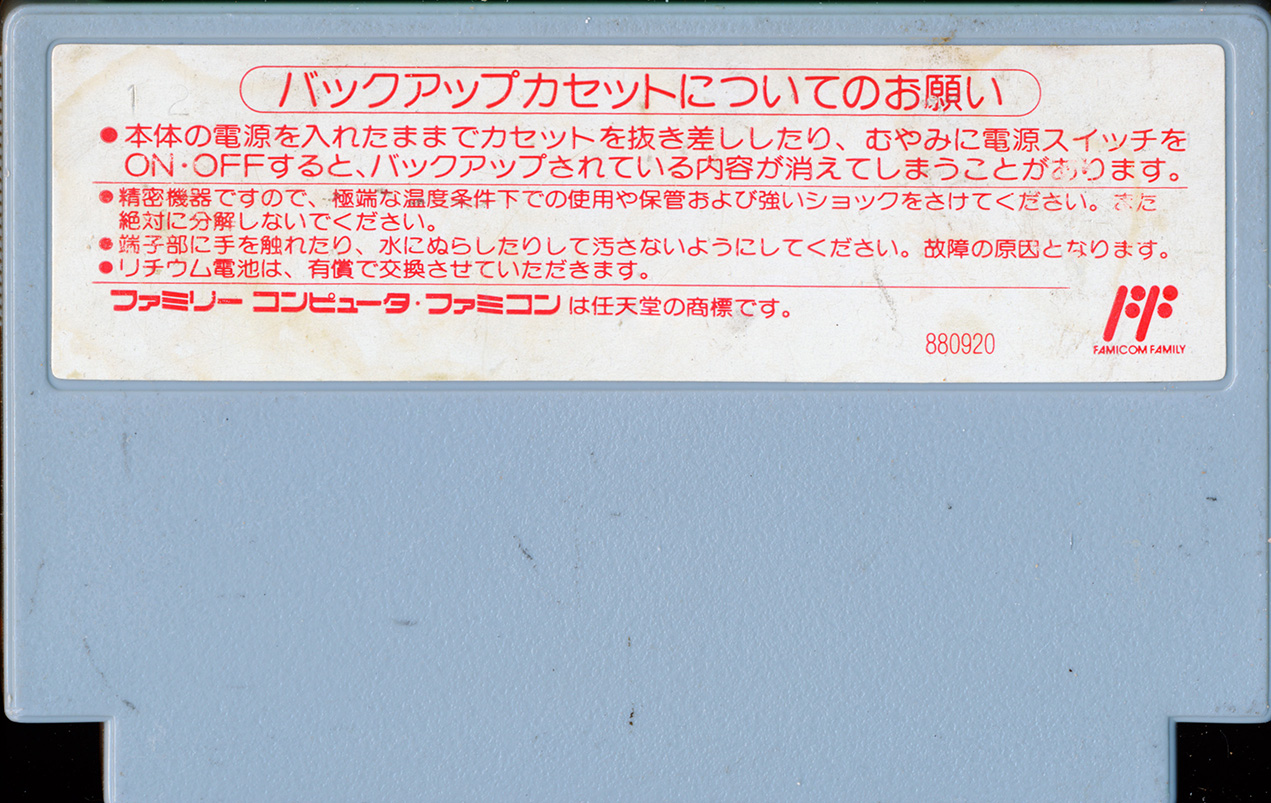 12
バックアップカセットについてのお願い
●本体の電源を入れたままでカセットを抜き差ししたり、むやみに電源スイッチを
ON・OFFすると、バックアップされている内容が消えてしまうことがあります。
●精密機器ですので、極端な温度条件下での使用や保管および強いショックをさけてください。また
絶対に分解しないでください。
●端子部に手を触れたり、水にぬらしたりして汚さないようにしてください。故障の原因となります。
●リチウム電池は、有償で交換させていただきます。
ファミリー コンピュータ・ファミコンは任天堂の商標です。
880920
FAMICOM FAMILY